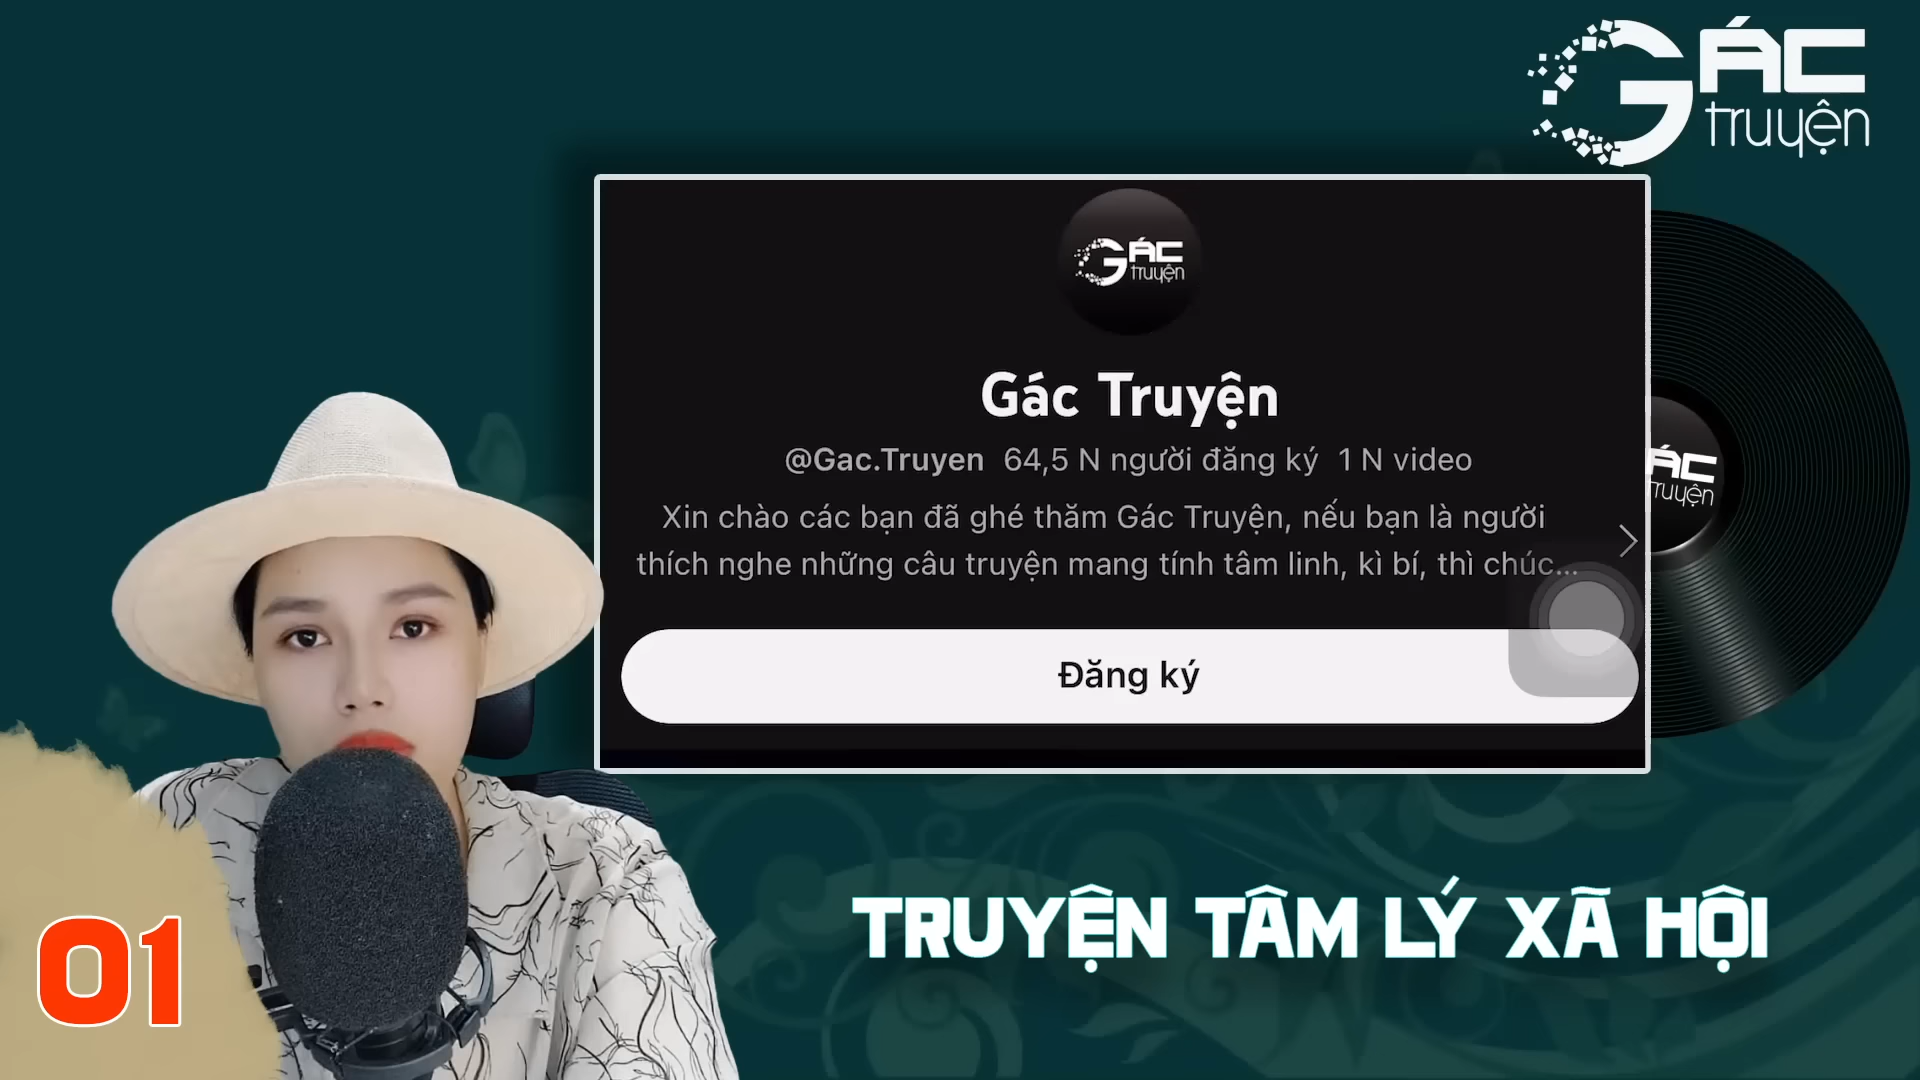 GÁC
truyện
GÁC
truyện
Gác Truyện
@Gac.Truyen 64,5 N người đăng ký 1 N video
Xin chào các bạn đã ghé thăm Gác Truyện, nếu bạn là người
thích nghe những câu truyện mang tính tâm linh, kì bí, thì chúc...
Đăng ký
ÁC
truyện
TRUYỆN TÂM LÝ XÃ HỘI
01